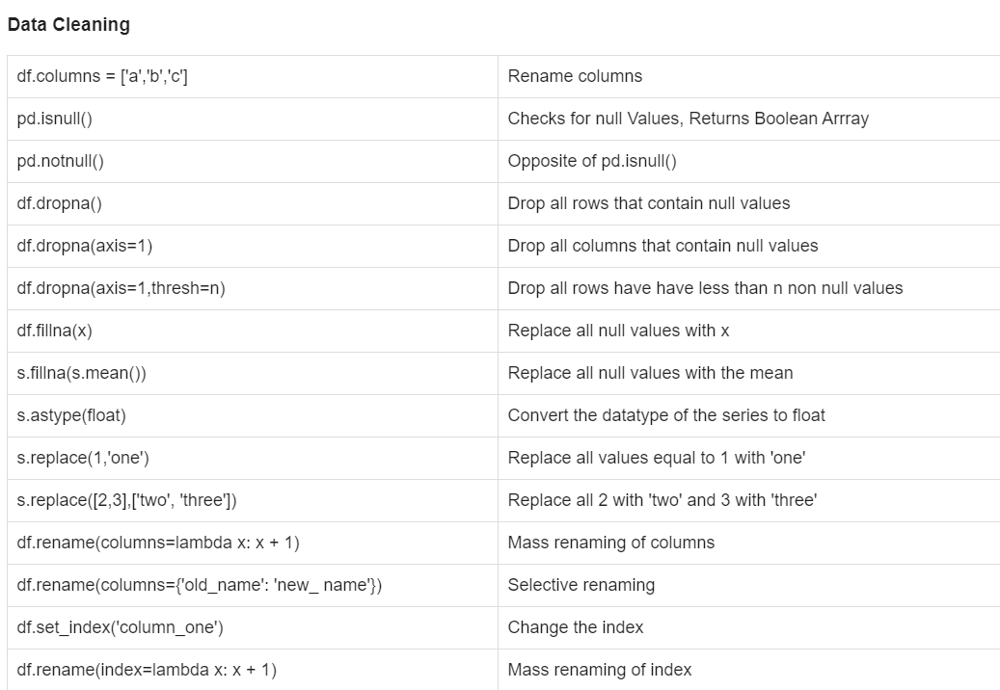 Data Cleaning
df.columns = ['a','b','c'] Rename columns
pd.isnull() Checks for null Values, Returns Boolean Arrray
pd.notnull() Opposite of pd.isnull()
df.dropna() Drop all rows that contain null values
df.dropna(axis=1) Drop all columns that contain null values
df.dropna(axis=1,thresh=n) Drop all rows have have less than n non null values
df.fillna(x) Replace all null values with x
s.fillna(s.mean()) Replace all null values with the mean
s.astype(float) Convert the datatype of the series to float
s.replace(1,'one') Replace all values equal to 1 with 'one'
s.replace([2,3],['two', 'three']) Replace all 2 with 'two' and 3 with 'three'
df.rename(columns=lambda x: x + 1) Mass renaming of columns
df.rename(columns={'old_name': 'new_ name'}) Selective renaming
df.set_index('column_one') Change the index
df.rename(index=lambda x: x + 1) Mass renaming of index